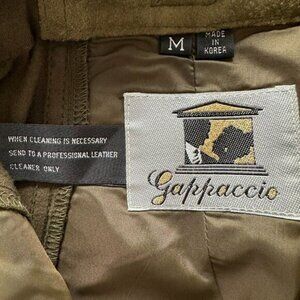 M
MADE
IN
KOREA
WHEN CLEANING IS NECESSARY
SEND TO A PROFESSIONAL LEATHER
CLEANER ONLY
Gappaccio